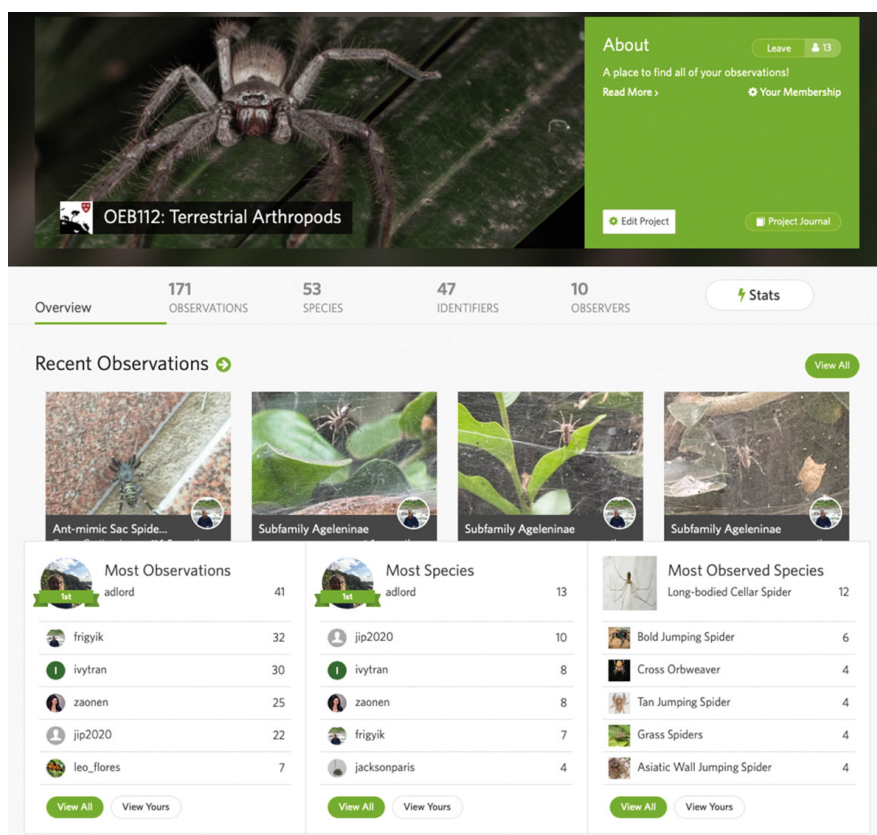 About
Leave 13
A place to find all of your observations!
Read More >
Your Membership
OEB112: Terrestrial Arthropods
Edit Project
Project Journal
Overview
171
OBSERVATIONS
53
SPECIES
47
IDENTIFIERS
10
OBSERVERS
Stats
Recent Observations
View All
Ant-mimic Sac Spide...
Subfamily Ageleninae
Subfamily Ageleninae
Subfamily Ageleninae
Most Observations
1st
adlord 41
frigyik 32
I ivytran 30
zaonen 25
jip2020 22
leo_flores 7
View All View Yours
Most Species
1st
adlord 13
jip2020 10
I ivytran 8
zaonen 8
frigyik 7
jacksonparis 4
View All View Yours
Most Observed Species
Long-bodied Cellar Spider 12
Bold Jumping Spider 6
Cross Orbweaver 4
Tan Jumping Spider 4
Grass Spiders 4
Asiatic Wall Jumping Spider 4
View All View Yours